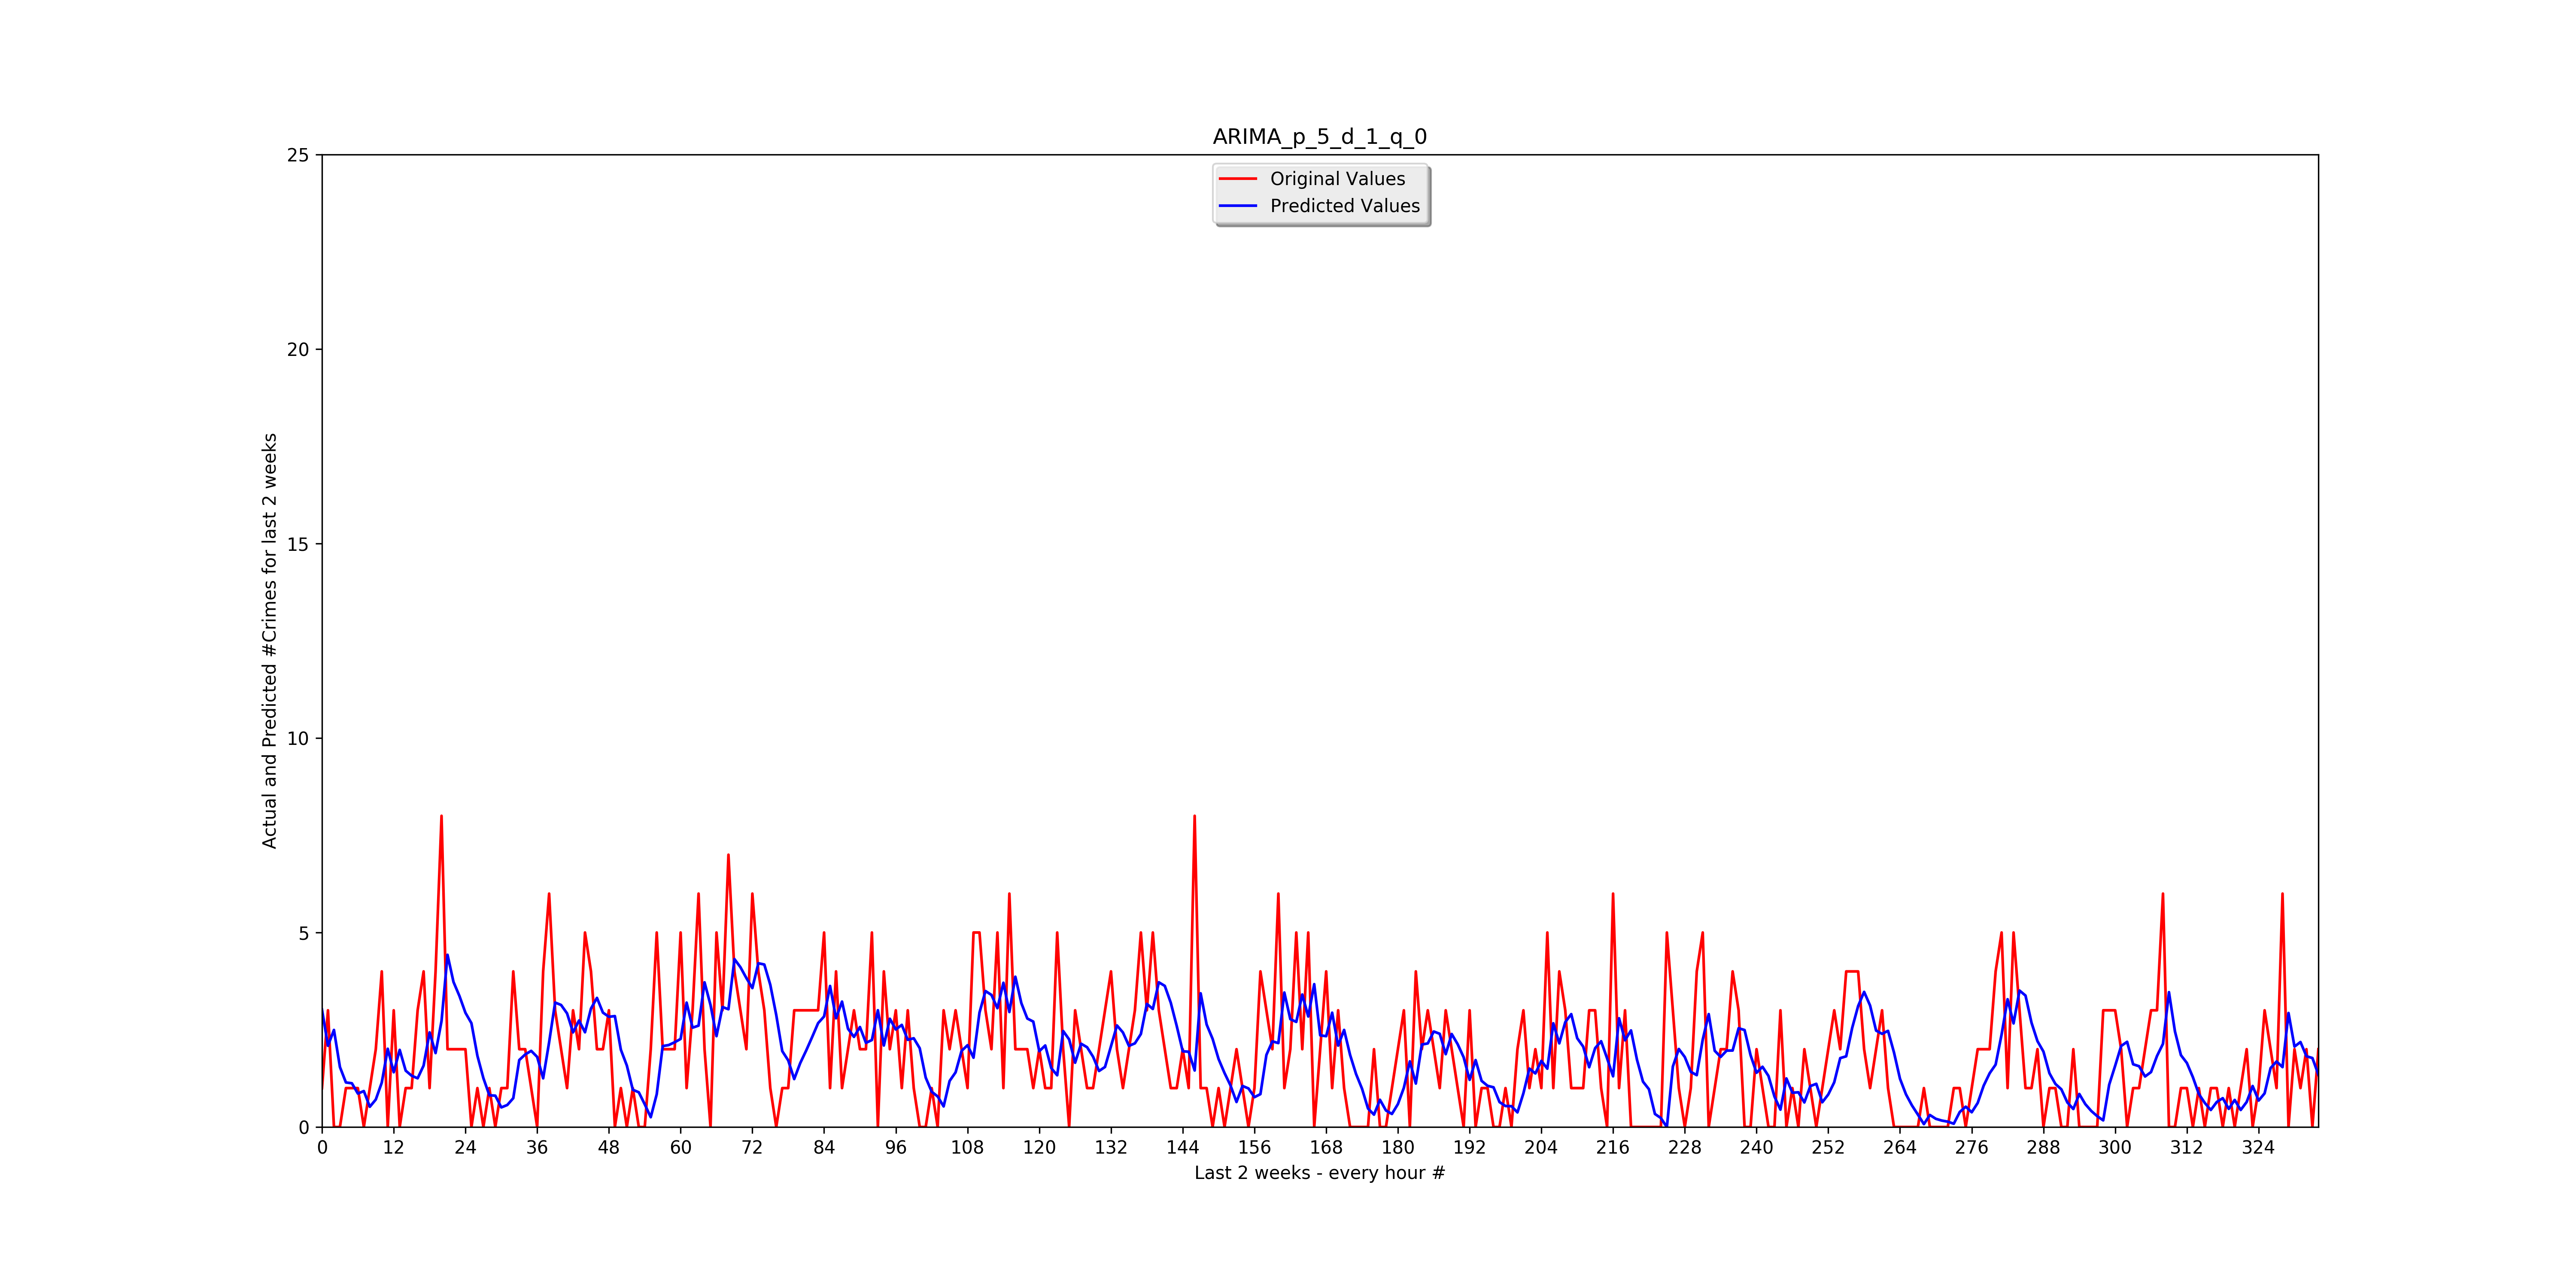 ARIMA_p_5_d_1_q_0
Original Values
Predicted Values
Actual and Predicted #Crimes for last 2 weeks
25
20
15
10
5
0
0 12 24 36 48 60 72 84 96 108 120 132 144 156 168 180 192 204 216 228 240 252 264 276 288 300 312 324
Last 2 weeks - every hour #